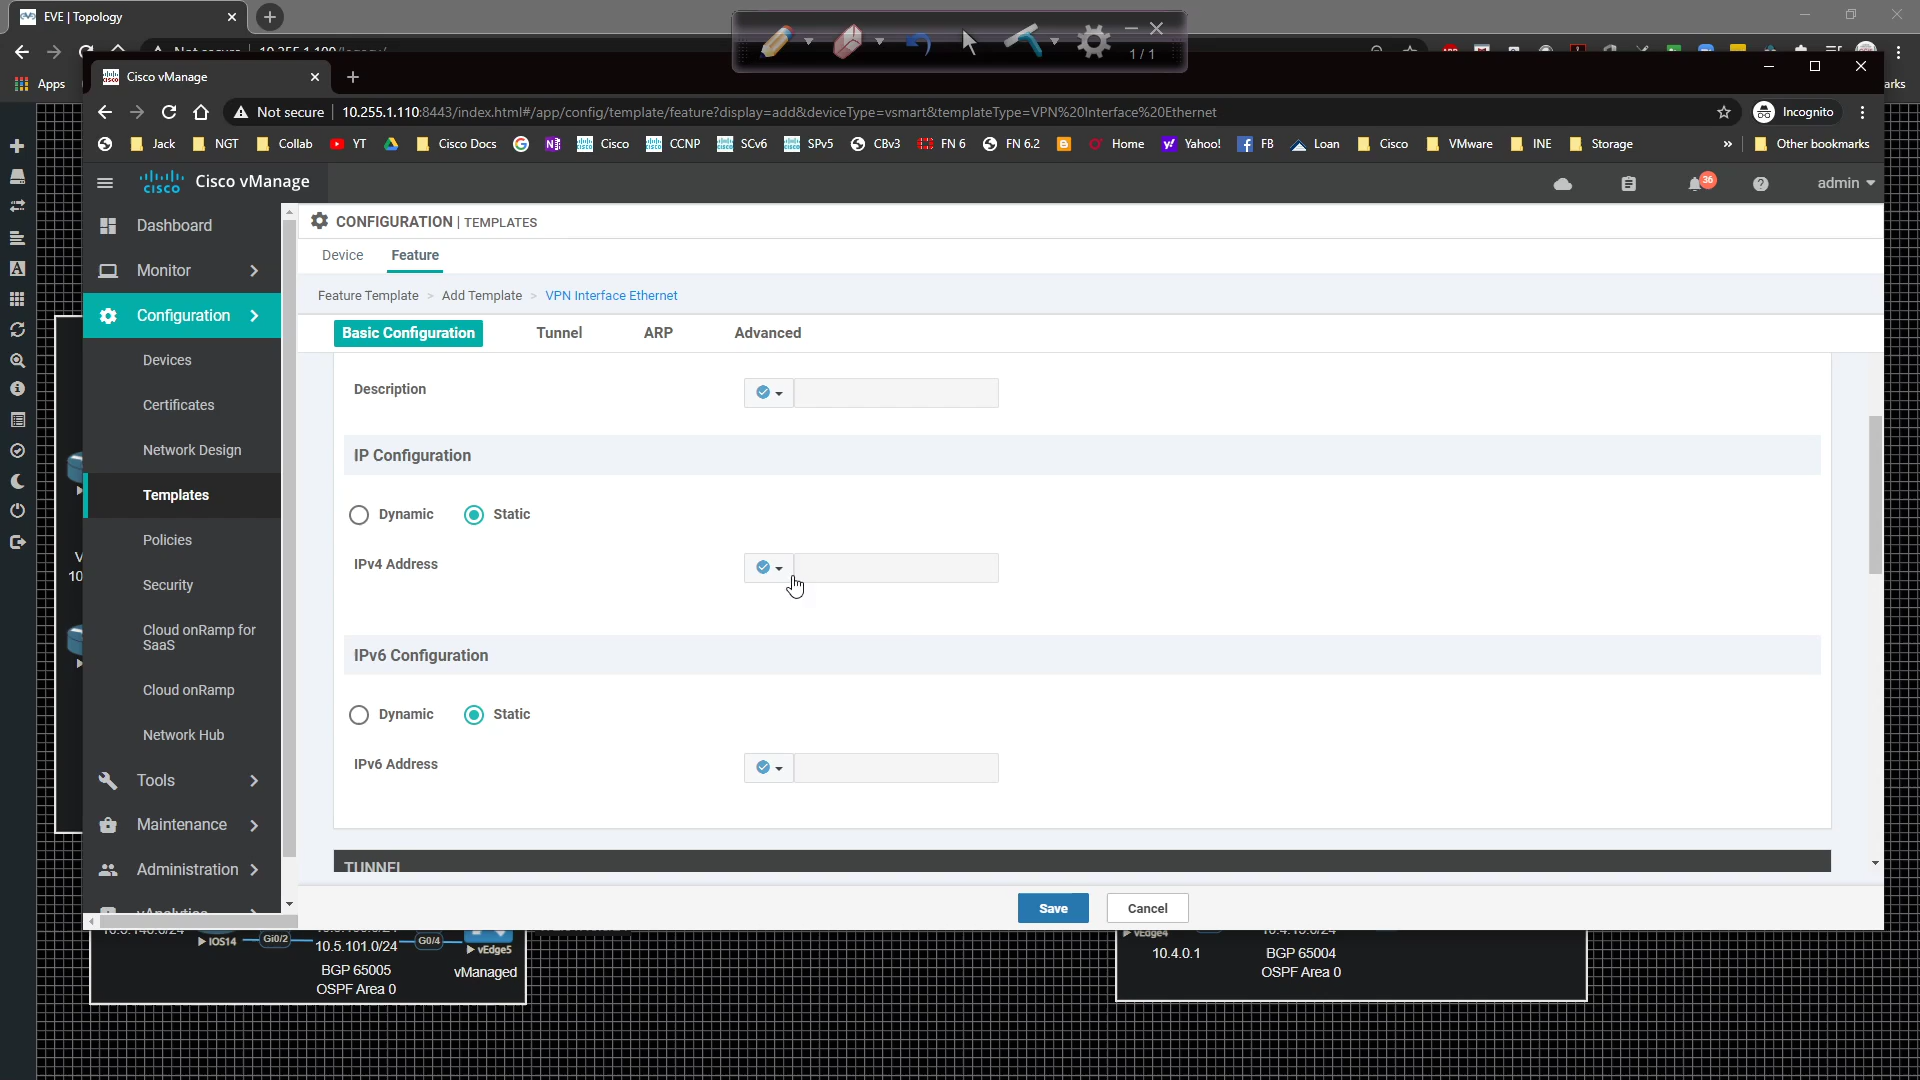 EVE | Topology
1 / 1
Cisco vManage
Apps
arks
Not secure
10.255.1.110:8443/index.html#/app/config/template/feature?display=add&deviceType=vsmart&templateType=VPN%20Interface%20Ethernet
Incognito
Jack
NGT
Collab
YT
Cisco Docs
Cisco
CCNP
SCv6
SPv5
CBv3
FN 6
FN 6.2
Home
Yahoo!
FB
Loan
Cisco
VMware
INE
Storage
»
Other bookmarks
CISCO
Cisco vManage
36
admin
Dashboard
Monitor
Configuration
Devices
Certificates
Network Design
Templates
Policies
Security
Cloud onRamp for
SaaS
Cloud onRamp
Network Hub
Tools
Maintenance
Administration
vAnalytics
CONFIGURATION | TEMPLATES
Device
Feature
Feature Template > Add Template > VPN Interface Ethernet
Basic Configuration
Tunnel
ARP
Advanced
Description
IP Configuration
Dynamic
Static
IPv4 Address
IPv6 Configuration
Dynamic
Static
IPv6 Address
TUNNEL
Save
Cancel
V
10
IOS14
Gi0/2
10.5.101.0/24
G0/4
vEdge5
BGP 65005
vManaged
OSPF Area 0
vEdge4
10.4.0.1
BGP 65004
OSPF Area 0